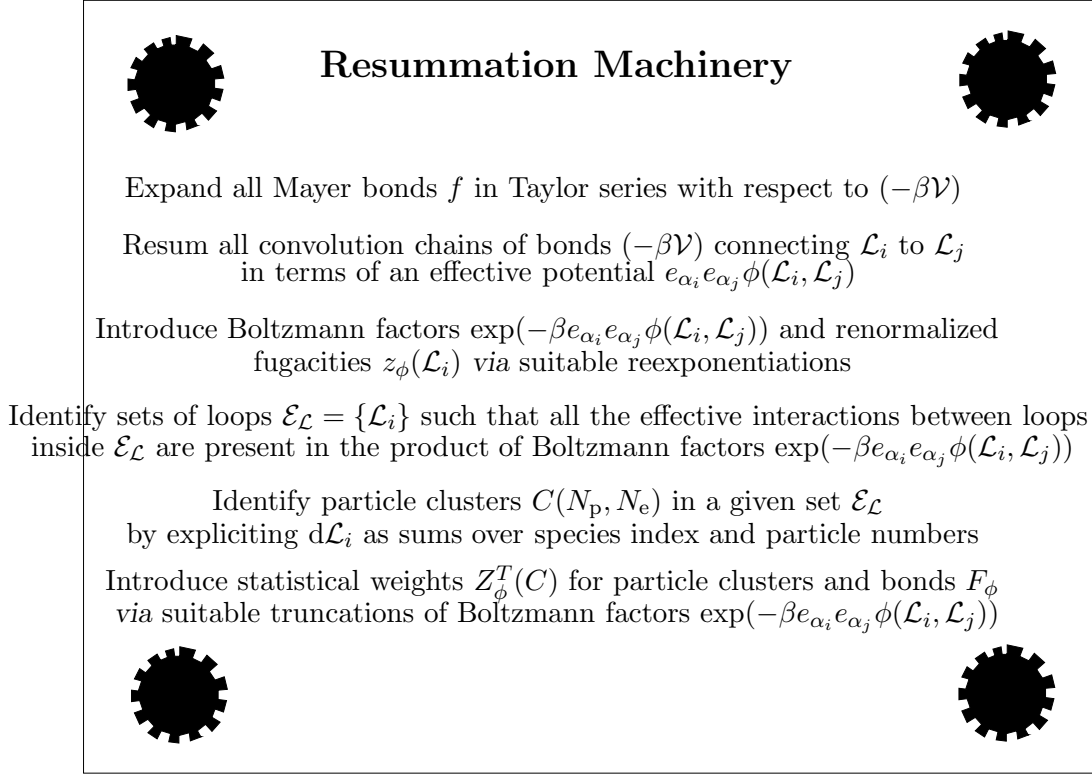 Resummation Machinery
Expand all Mayer bonds f in Taylor series with respect to (−β𝒱)
Resum all convolution chains of bonds (−β𝒱) connecting ℒ_i to ℒ_j
in terms of an effective potential e_{α_i} e_{α_j} ϕ(ℒ_i, ℒ_j)
Introduce Boltzmann factors exp(−βe_{α_i} e_{α_j} ϕ(ℒ_i, ℒ_j)) and renormalized
fugacities z_ϕ(ℒ_i) via suitable reexponentiations
Identify sets of loops ℰ_ℒ = {ℒ_i} such that all the effective interactions between loops
inside ℰ_ℒ are present in the product of Boltzmann factors exp(−βe_{α_i} e_{α_j} ϕ(ℒ_i, ℒ_j))
Identify particle clusters C(N_p, N_e) in a given set ℰ_ℒ
by expliciting dℒ_i as sums over species index and particle numbers
Introduce statistical weights Z_ϕ^T(C) for particle clusters and bonds F_ϕ
via suitable truncations of Boltzmann factors exp(−βe_{α_i} e_{α_j} ϕ(ℒ_i, ℒ_j))